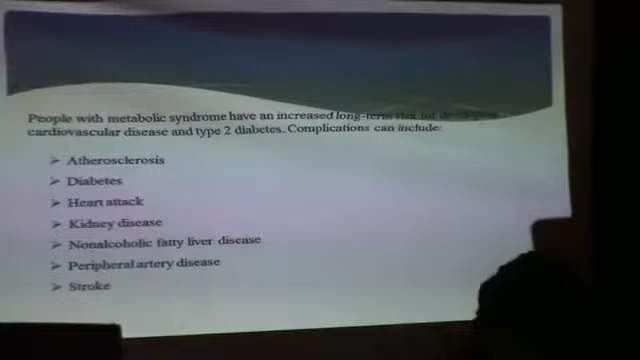 People with metabolic syndrome have an increased long-term risk for developing
cardiovascular disease and type 2 diabetes. Complications can include:
➢ Atherosclerosis
➢ Diabetes
➢ Heart attack
➢ Kidney disease
➢ Nonalcoholic fatty liver disease
➢ Peripheral artery disease
➢ Stroke